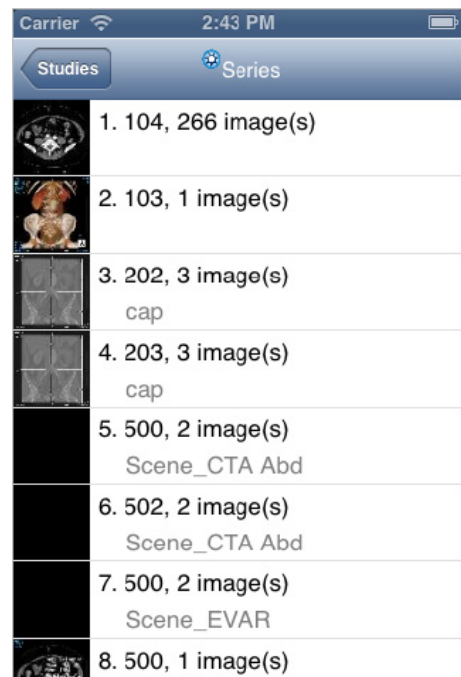 Carrier 2:43 PM
Studies Series
1. 104, 266 image(s)
2. 103, 1 image(s)
3. 202, 3 image(s)
cap
4. 203, 3 image(s)
cap
5. 500, 2 image(s)
Scene_CTA Abd
6. 502, 2 image(s)
Scene_CTA Abd
7. 500, 2 image(s)
Scene_EVAR
8. 500, 1 image(s)